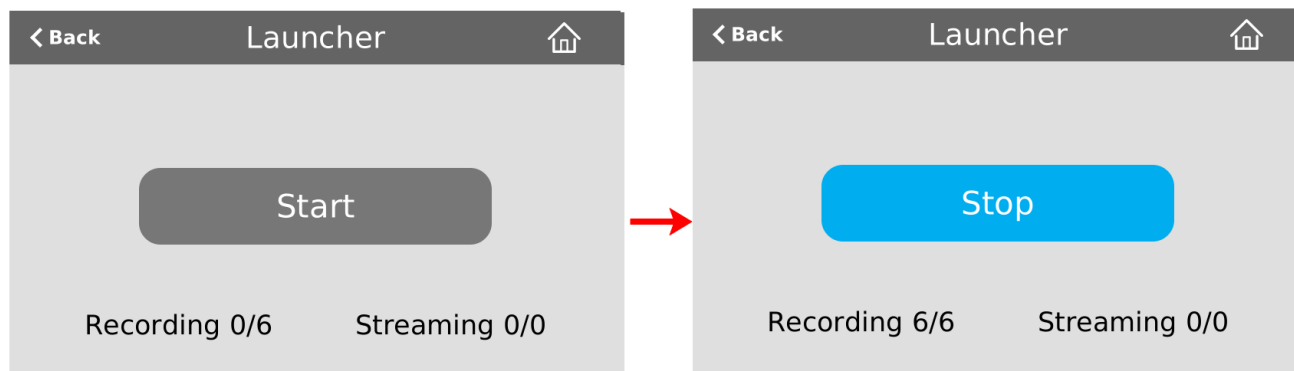 Back Launcher
Start
Recording 0/6 Streaming 0/0
Back Launcher
Stop
Recording 6/6 Streaming 0/0